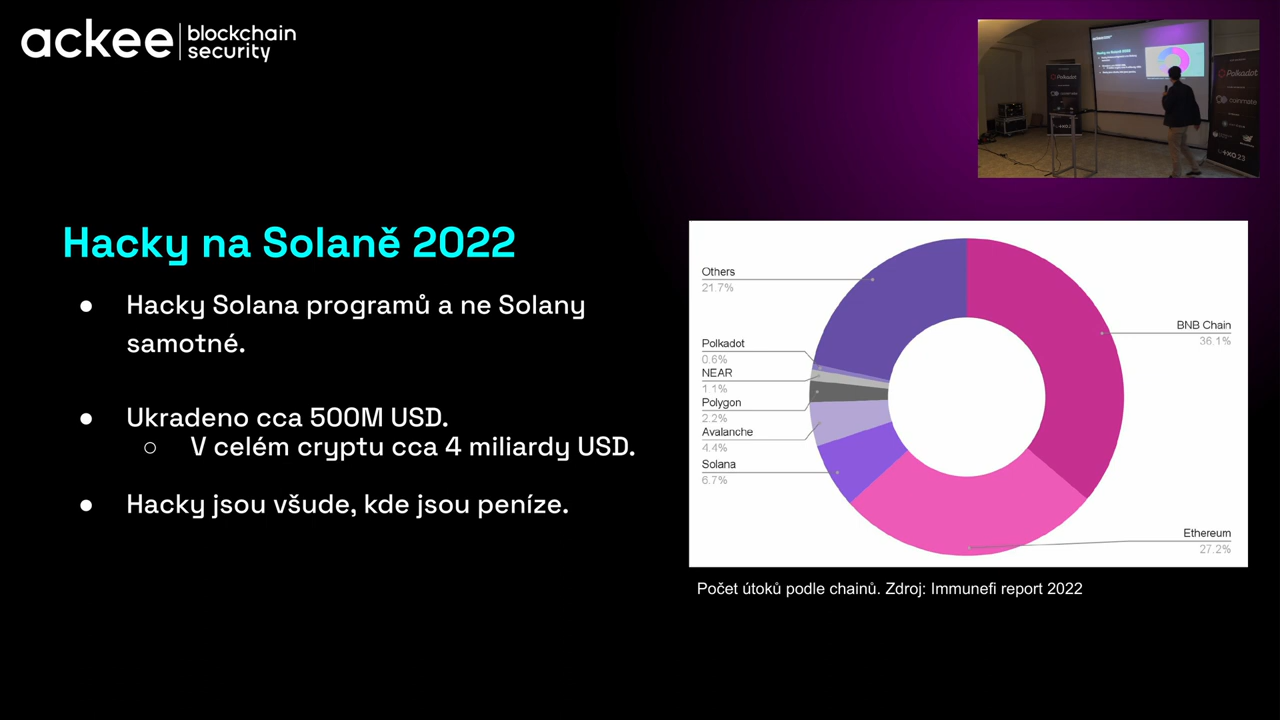 ackee
blockchain
security
Polkadot
coinmate
Hacky na Solaně 2022
● Hacky Solana programů a ne Solany
samotné.
● Ukradeno cca 500M USD.
○ V celém cryptu cca 4 miliardy USD.
● Hacky jsou všude, kde jsou peníze.
Others
21.7%
Polkadot
0.6%
NEAR
1.1%
Polygon
2.2%
Avalanche
4.4%
Solana
6.7%
BNB Chain
36.1%
Ethereum
27.2%
Počet útoků podle chainů. Zdroj: Immunefi report 2022